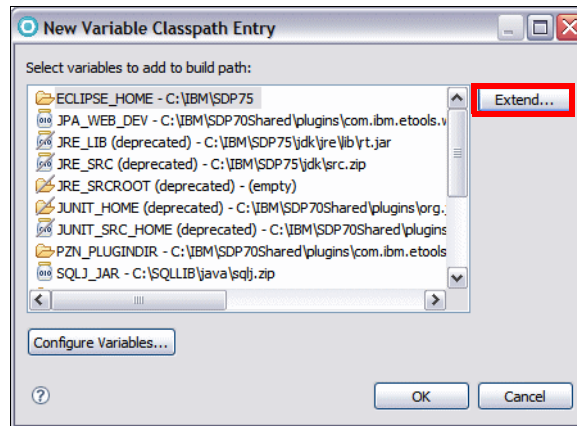 New Variable Classpath Entry
Select variables to add to build path:
ECLIPSE_HOME - C:\IBM\SDP75
Extend...
JPA_WEB_DEV - C:\IBM\SDP70Shared\plugins\com.ibm.etools.w
JRE_LIB (deprecated) - C:\IBM\SDP75\jdk\jre\lib\rt.jar
JRE_SRC (deprecated) - C:\IBM\SDP75\jdk\src.zip
JRE_SRCROOT (deprecated) - (empty)
JUNIT_HOME (deprecated) - C:\IBM\SDP70Shared\plugins\org.
JUNIT_SRC_HOME (deprecated) - C:\IBM\SDP70Shared\plugins
PZN_PLUGINDIR - C:\IBM\SDP70Shared\plugins\com.ibm.etools
SQLJ_JAR - C:\SQLLIB\java\sqlj.zip
Configure Variables...
OK
Cancel